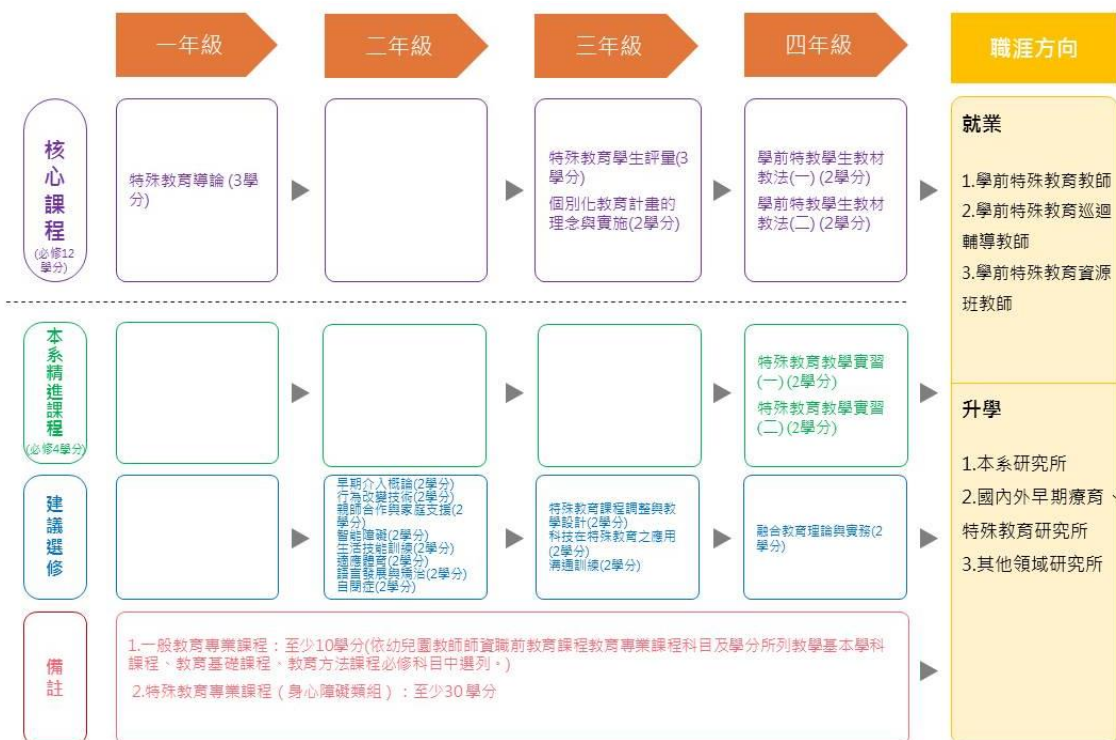 一年級
二年級
三年級
四年級
職涯方向
核心課程
(必修12
學分)
特殊教育導論 (3學
分)
特殊教育學生評量(3
學分)
個別化教育計畫的
理念與實施(2學分)
學前特教學生教材
教法(一) (2學分)
學前特教學生教材
教法(二) (2學分)
就業
1.學前特殊教育教師
2.學前特殊教育巡迴
輔導教師
3.學前特殊教育資源
班教師
本系精進課程
(必修4學分)
特殊教育教學實習
(一) (2學分)
特殊教育教學實習
(二) (2學分)
升學
1.本系研究所
2.國內外早期療育、
特殊教育研究所
3.其他領域研究所
建議選修
早期介入概論(2學分)
行為改變技術(2學分)
親師合作與家庭支援(2
學分)
智能障礙(2學分)
生活技能訓練(2學分)
適應體育(2學分)
語言發展與矯治(2學分)
自閉症(2學分)
特殊教育課程調整與教
學設計(2學分)
科技在特殊教育之應用
(2學分)
溝通訓練(2學分)
融合教育理論與實務(2
學分)
備註
1.一般教育專業課程：至少10學分(依幼兒園教師師資職前教育課程教育專業課程科目及學分所列教學基本學科
課程、教育基礎課程，教育方法課程必修科目中選列。)
2.特殊教育專業課程（身心障礙類組）：至少30學分